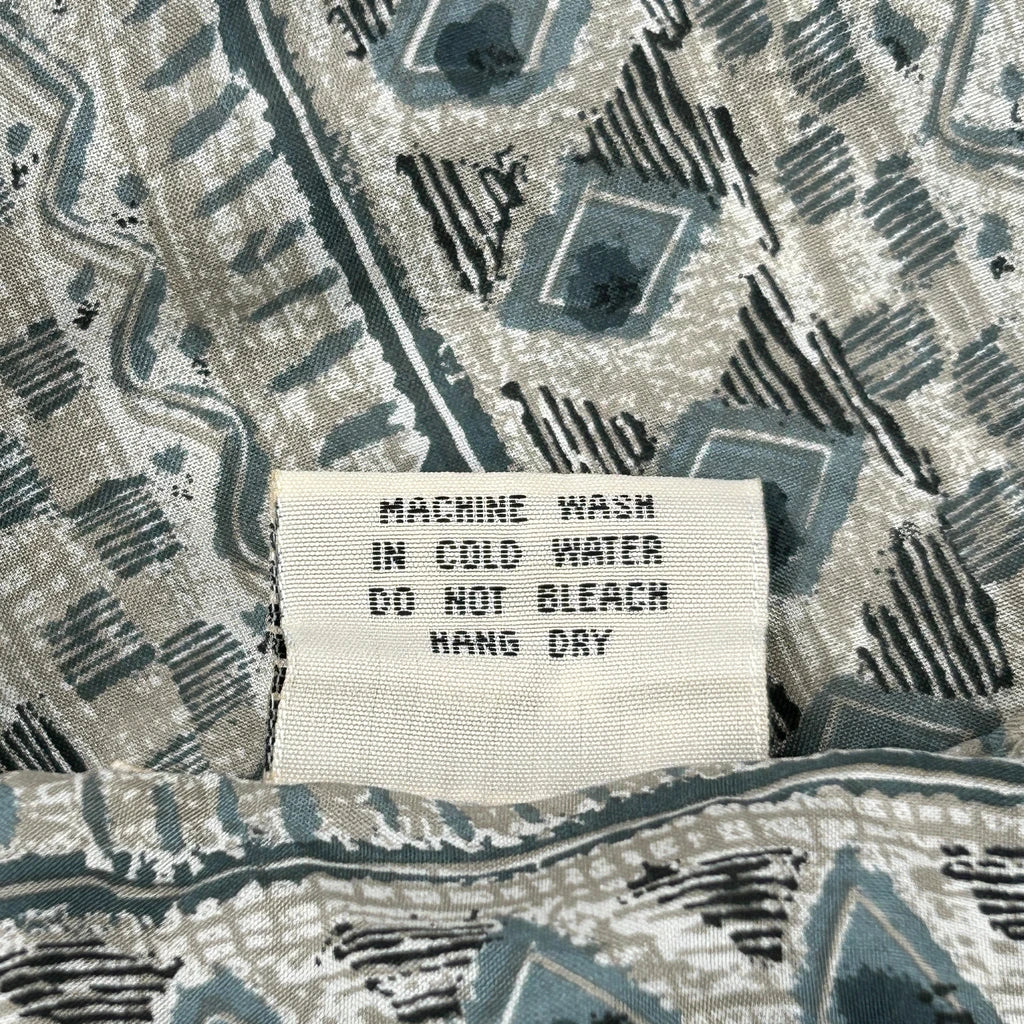 MACHINE WASH
IN COLD WATER
DO NOT BLEACH
HANG DRY